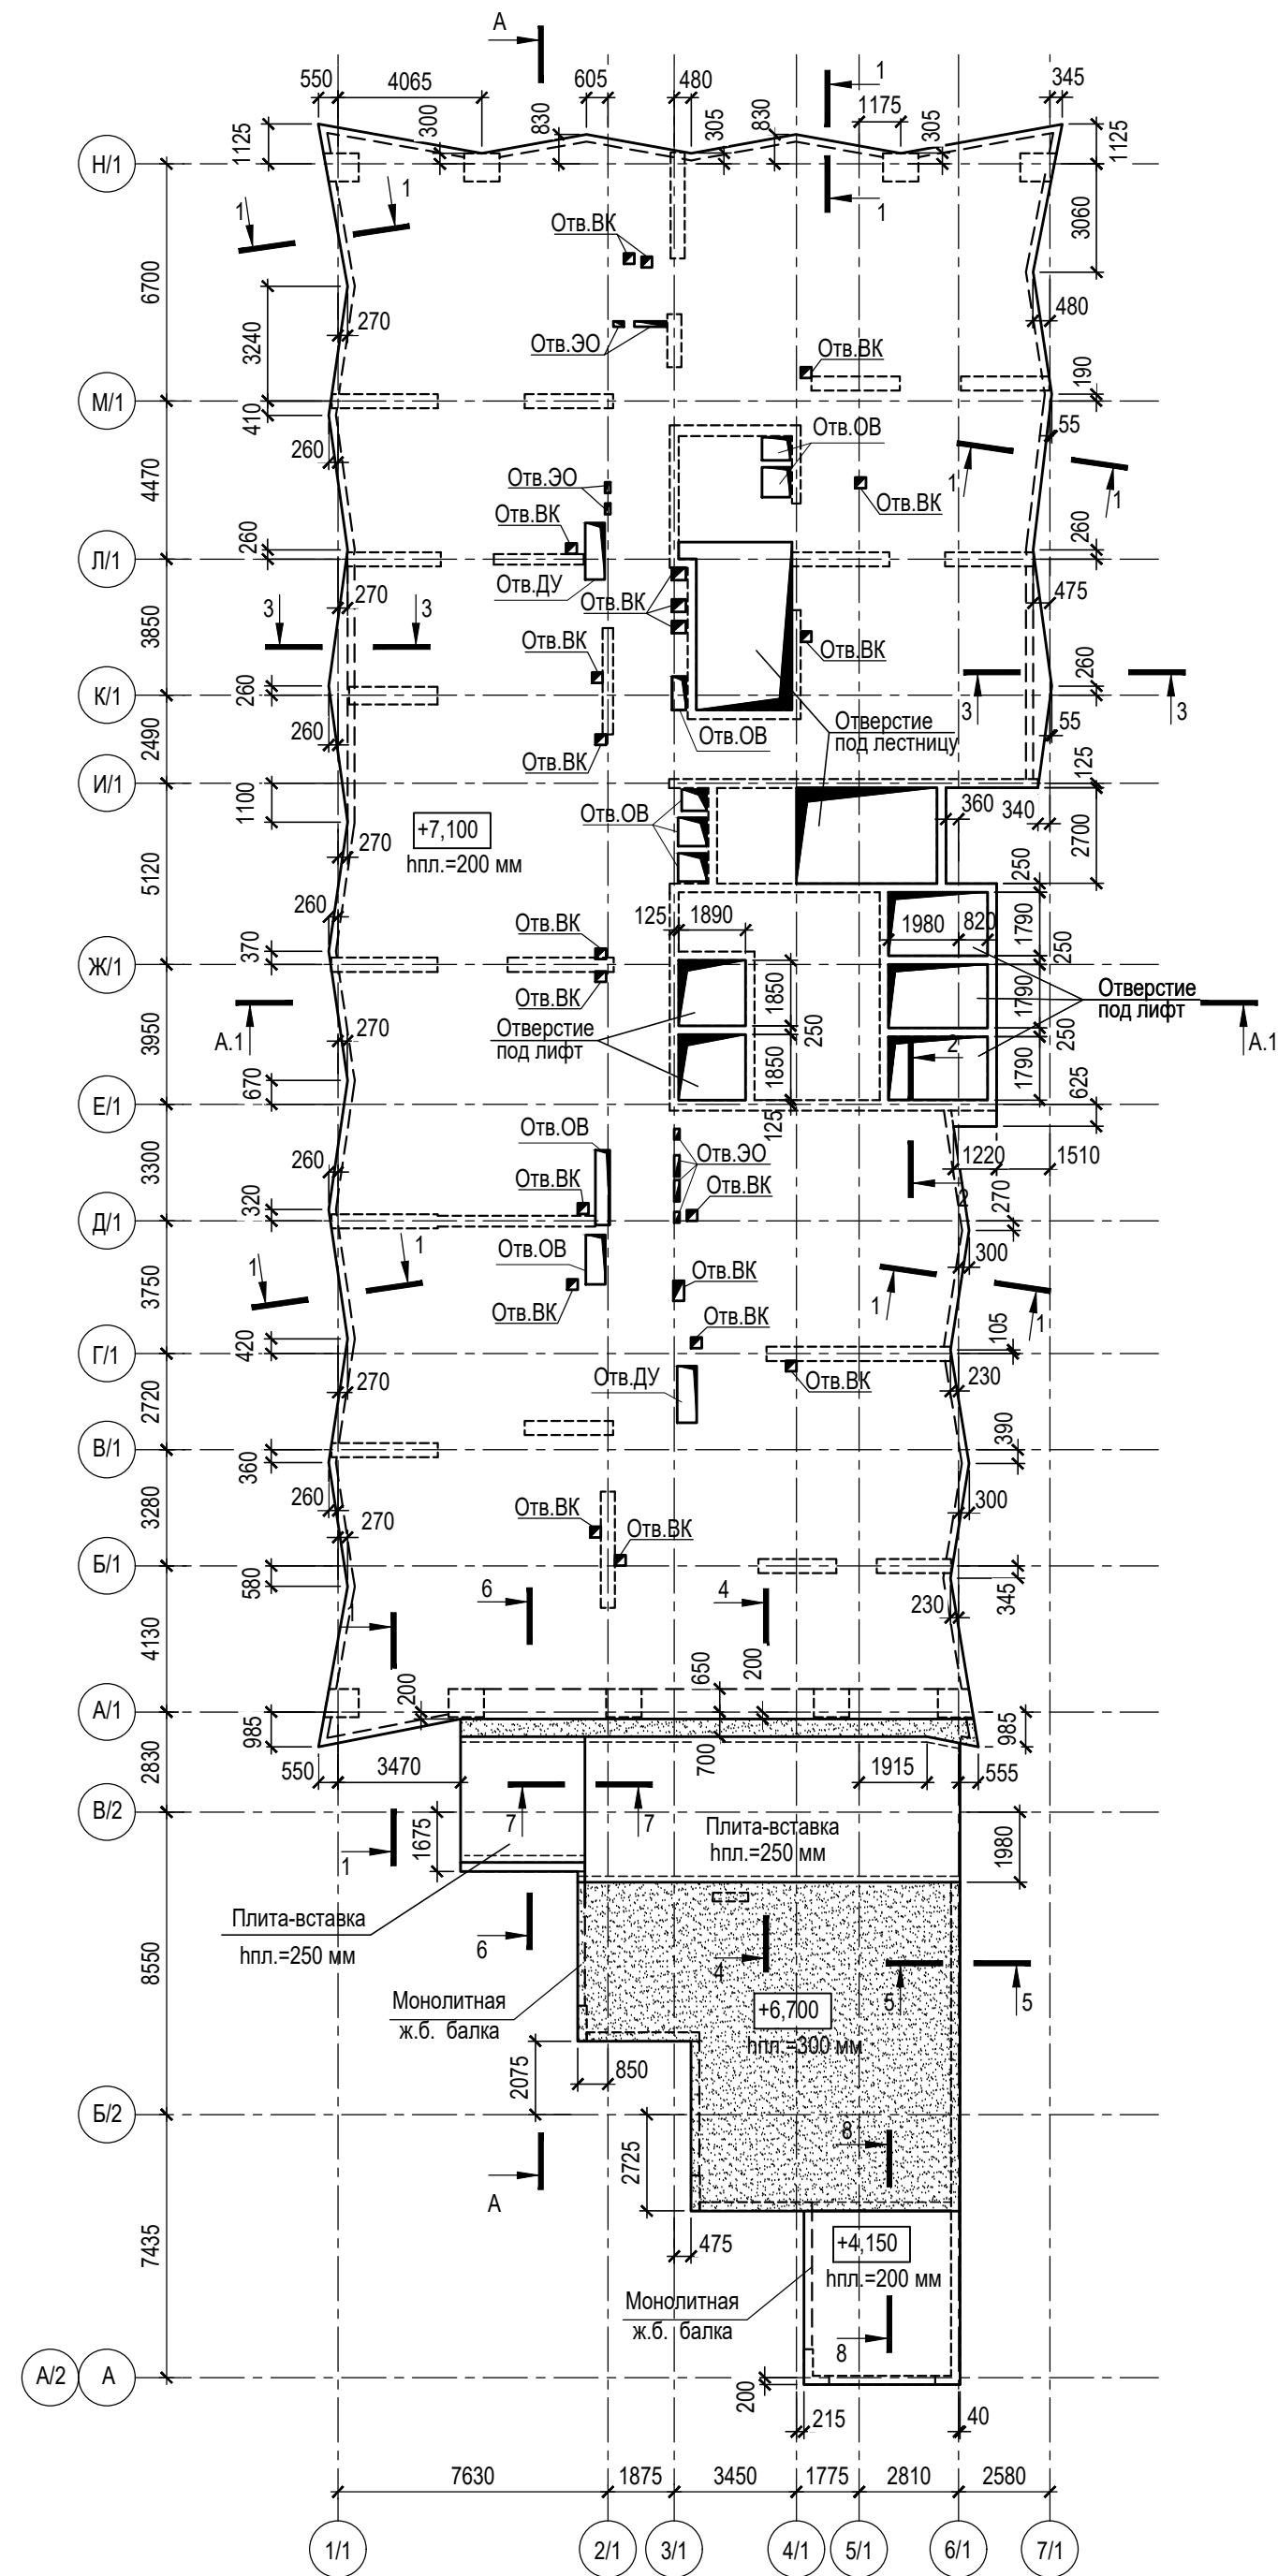 А
550
4065
605
480
1
345
1175
1125
300
830
305
830
305
1125
Н/1
1
1
1
Отв.ВК
3060
6700
3240
270
480
Отв.ЭО
Отв.ВК
190
М/1
410
55
Отв.ОВ
260
4470
Отв.ЭО
1
1
Отв.ВК
Отв.ВК
260
260
Л/1
Отв.ДУ
270
475
Отв.ВК
3850
3
3
Отв.ВК
Отв.ВК
260
260
К/1
3
3
Отв.ОВ
Отверстие
под лестницу
55
260
2490
Отв.ВК
125
И/1
1100
Отв.ОВ
360
340
2700
+7,100
hпл.=200 мм
270
5120
250
260
125
1890
1980
820
1790
Отв.ВК
370
250
Ж/1
Отв.ВК
1850
1790
Отверстие
под лифт
Отверстие
под лифт
3950
А.1
270
250
250
2
А.1
670
1850
1790
625
Е/1
125
Отв.ОВ
Отв.ЭО
1220
1510
3300
260
Отв.ВК
Отв.ВК
2
270
320
Д/1
Отв.ОВ
300
1
1
3750
Отв.ВК
Отв.ВК
1
1
Отв.ВК
105
420
Г/1
Отв.ДУ
Отв.ВК
270
230
2720
390
В/1
360
260
300
3280
270
Отв.ВК
Отв.ВК
Б/1
580
6
4
230
345
4130
650
200
200
А/1
985
985
2830
550
3470
700
1915
555
В/2
1675
7
7
Плита-вставка
hпл.=250 мм
1980
1
Плита-вставка
hпл.=250 мм
6
8550
4
5
5
Монолитная
ж.б. балка
+6,700
hпл.=300 мм
2075
850
Б/2
8
2725
А
475
+4,150
hпл.=200 мм
7435
Монолитная
ж.б. балка
8
А/2
А
200
215
40
7630
1875
3450
1775
2810
2580
1/1
2/1
3/1
4/1
5/1
6/1
7/1